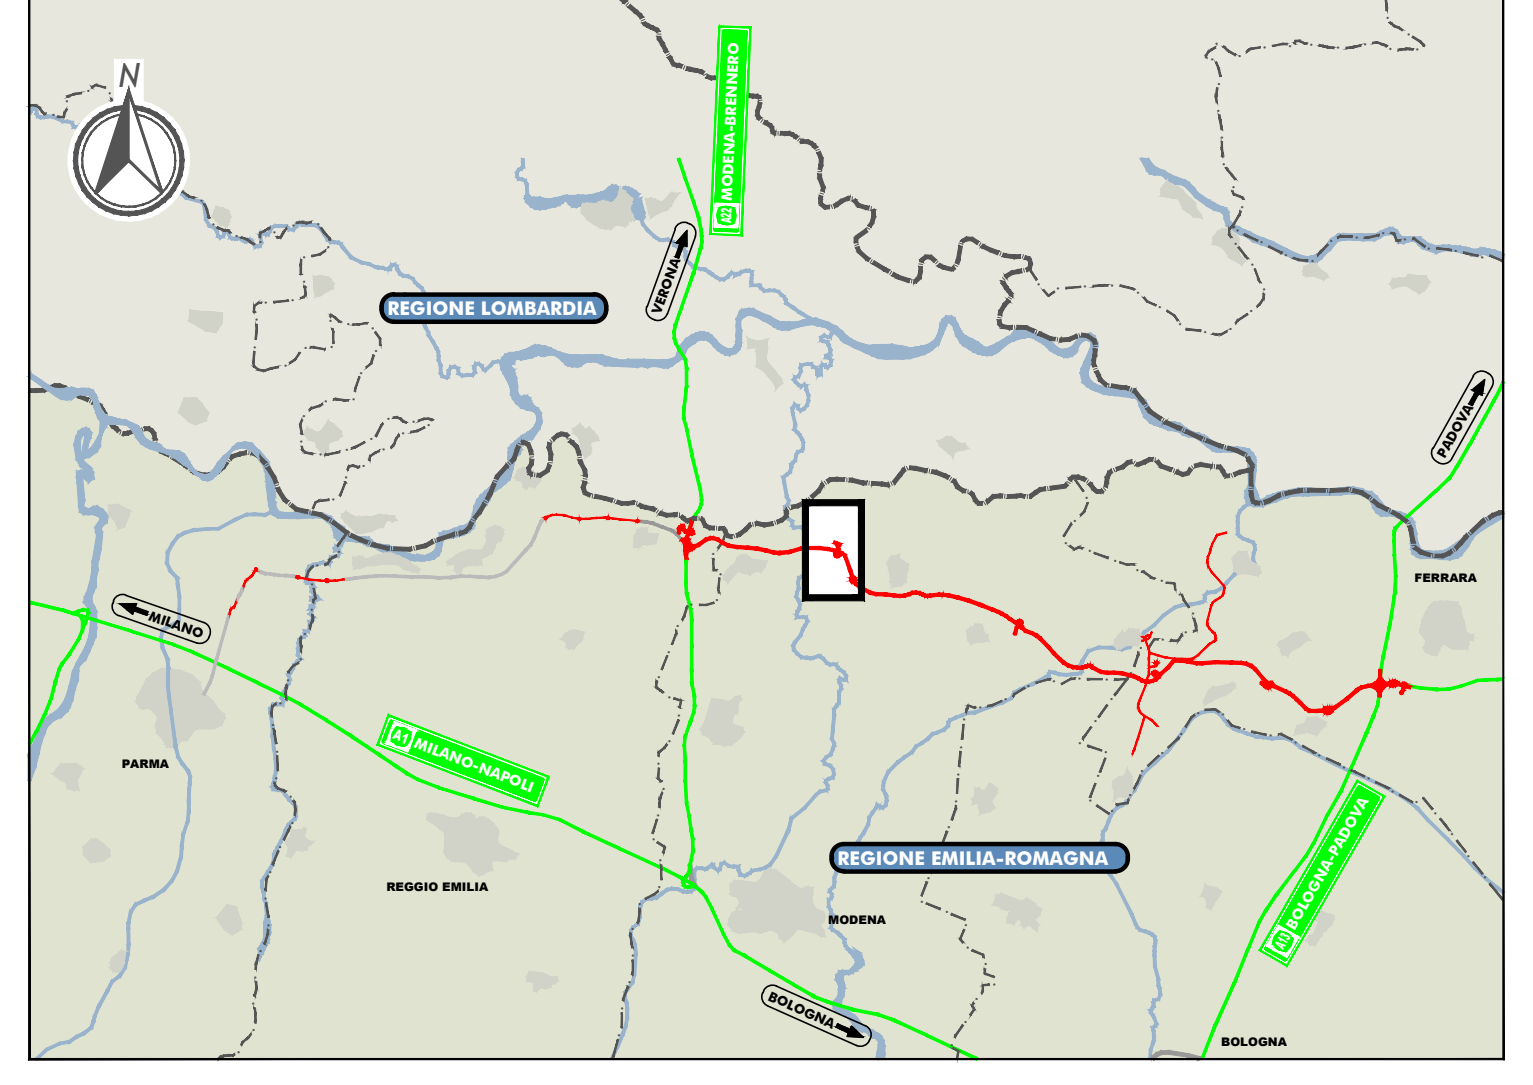 N
A22 MODENA-BRENNERO
VERONA
REGIONE LOMBARDIA
PADOVA
FERRARA
MILANO
A1 MILANO-NAPOLI
PARMA
REGGIO EMILIA
REGIONE EMILIA-ROMAGNA
MODENA
A13 BOLOGNA-PADOVA
BOLOGNA
BOLOGNA